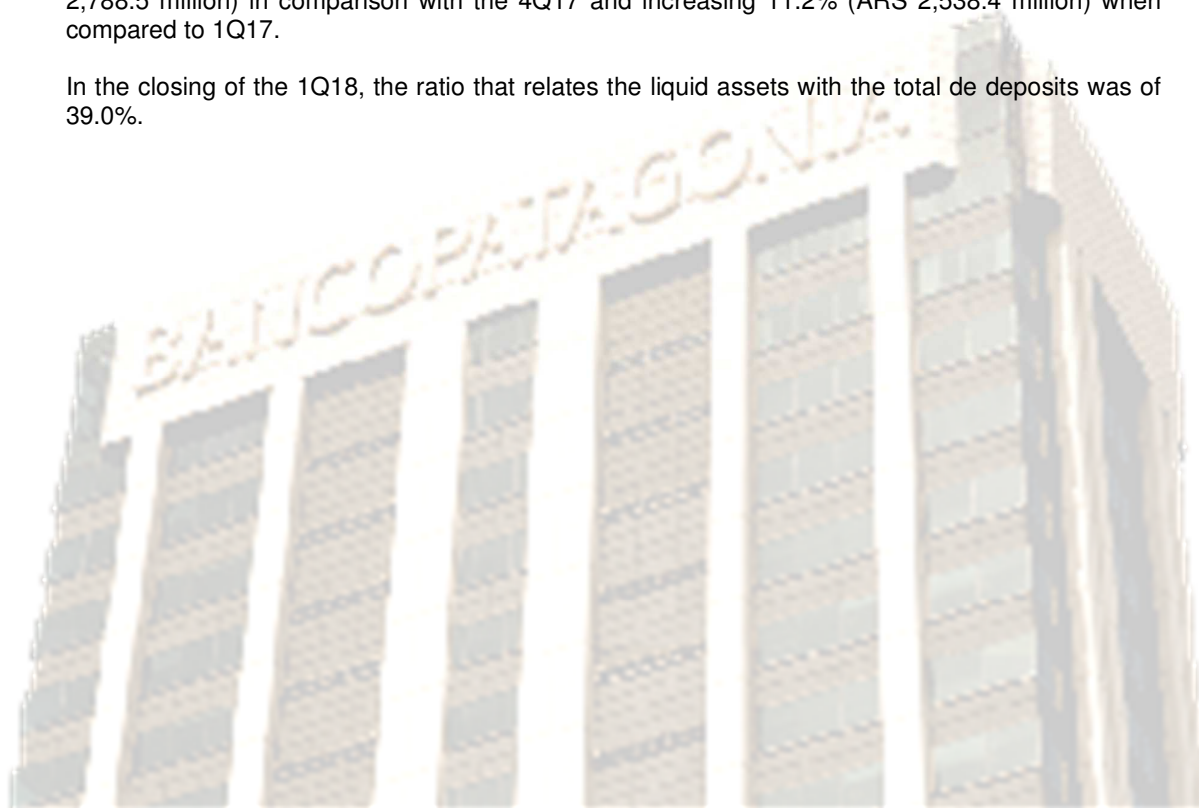 2,788.5 million) in comparison with the 4Q17 and increasing 11.2% (ARS 2,538.4 million) when
compared to 1Q17.
In the closing of the 1Q18, the ratio that relates the liquid assets with the total de deposits was of
39.0%.
BANCOPATAGONIA